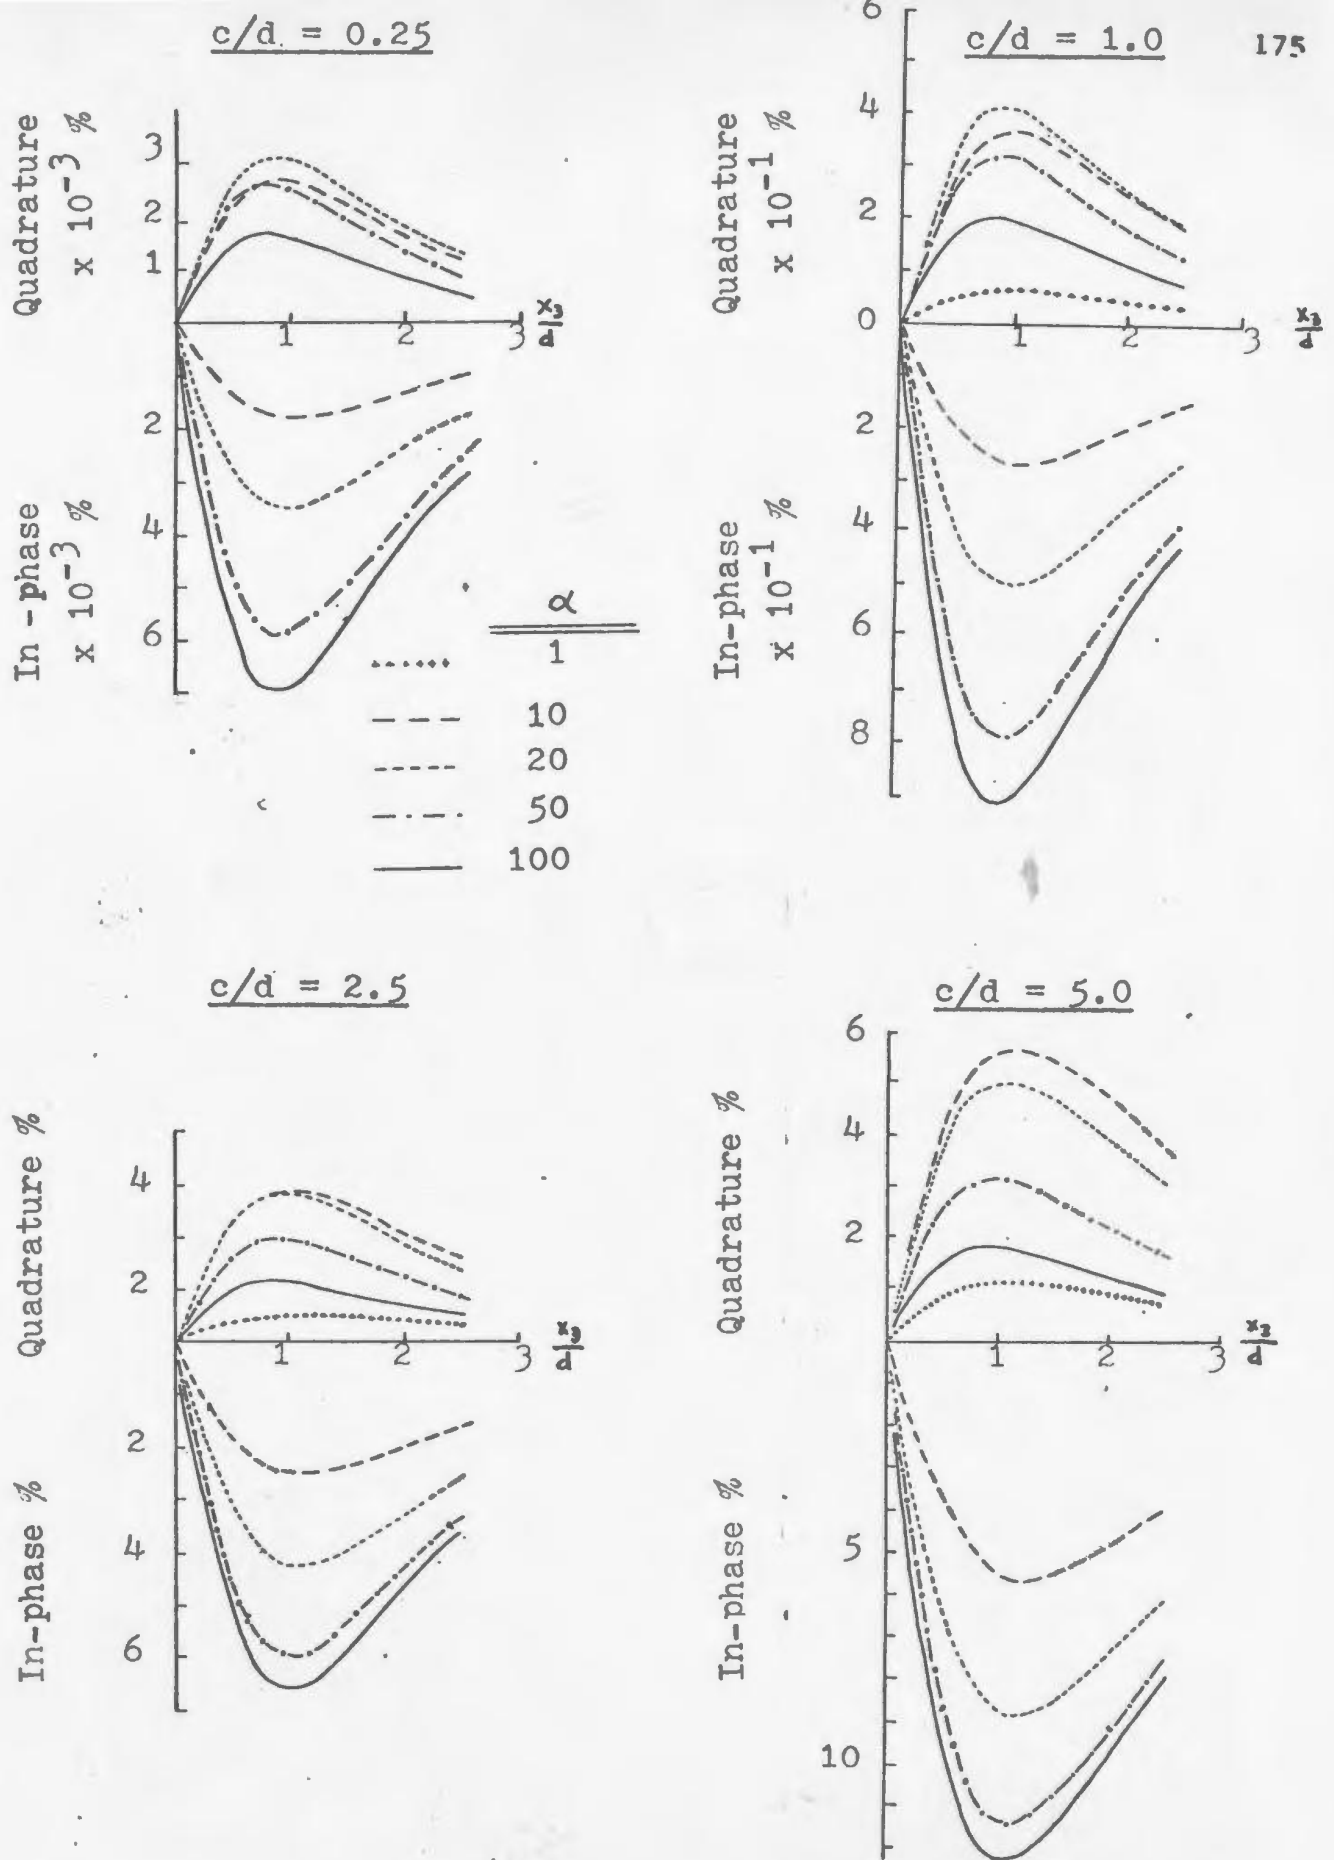 175
c/d = 0.25
Quadrature
x 10-3 %
3
2
1
1
2
3
x3
d
In-phase
x 10-3 %
2
4
6
α
1
10
20
50
100
c/d = 1.0
Quadrature
x 10-1 %
6
4
2
0
1
2
3
x3
d
In-phase
x 10-1 %
2
4
6
8
c/d = 2.5
Quadrature %
4
2
1
2
3
x3
d
In-phase %
2
4
6
c/d = 5.0
Quadrature %
6
4
2
1
2
3
x3
d
In-phase %
5
10